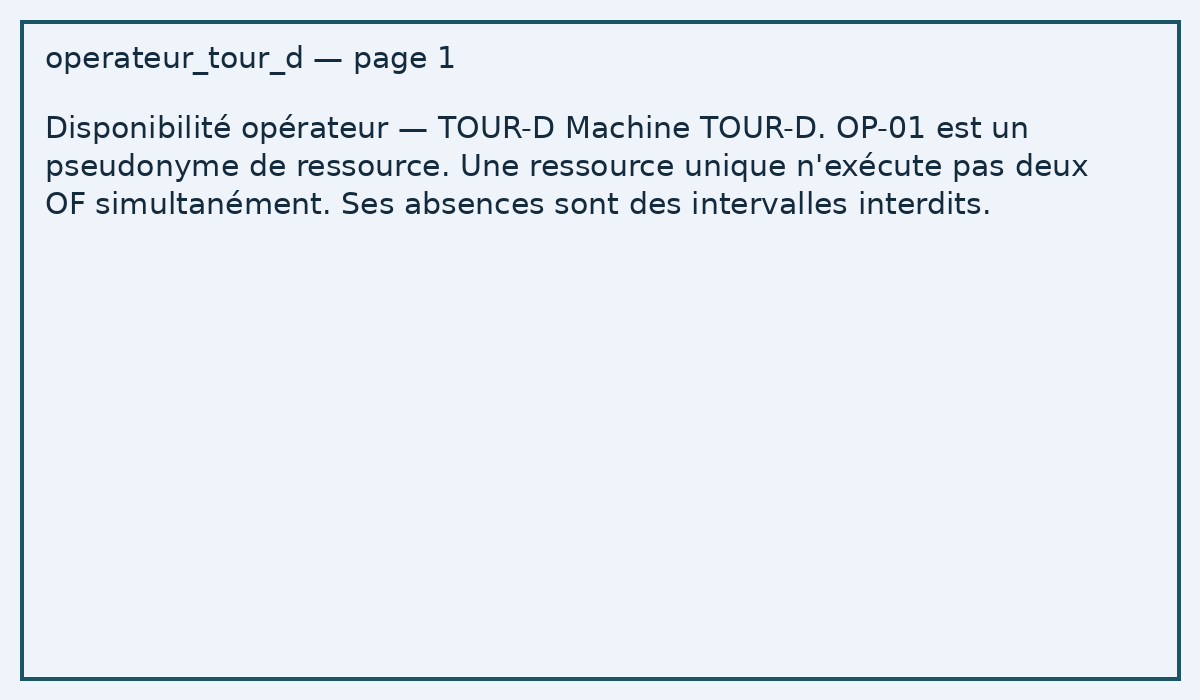 operateur_tour_d — page 1
Disponibilité opérateur — TOUR-D Machine TOUR-D. OP-01 est un
pseudonyme de ressource. Une ressource unique n'exécute pas deux
OF simultanément. Ses absences sont des intervalles interdits.